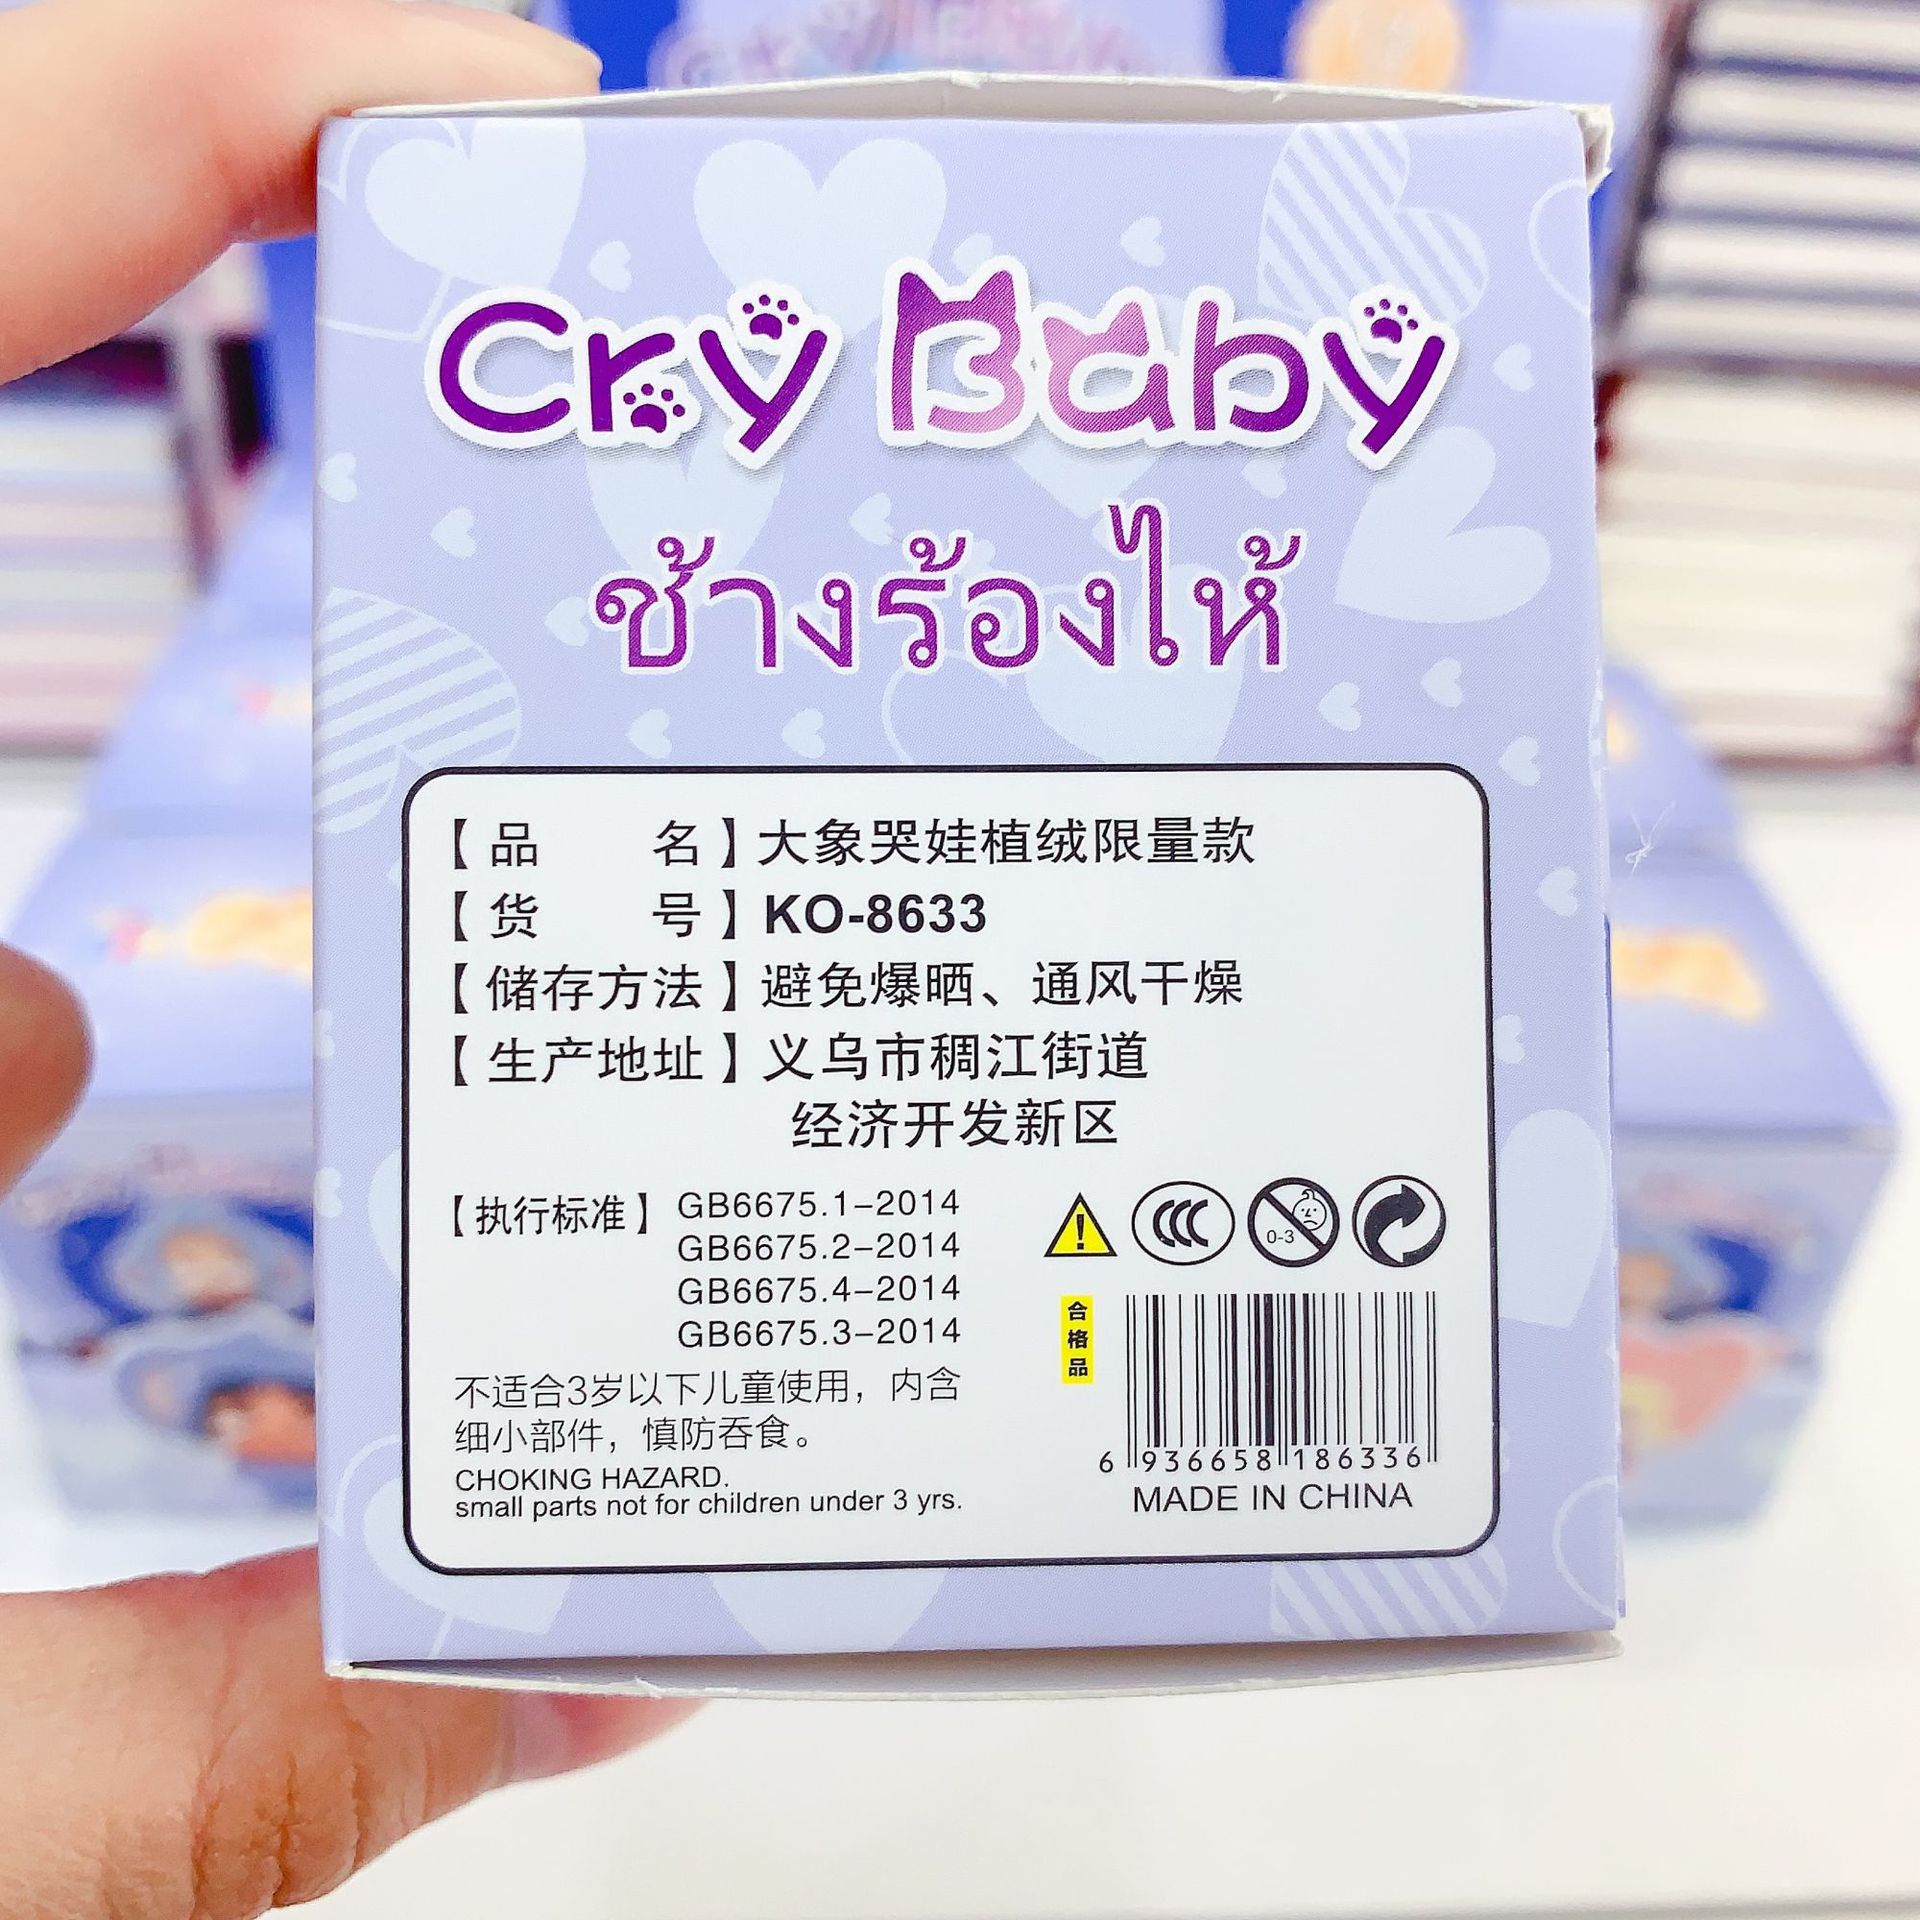 Cry Baby
ช้างร้องไห้
【品 名】大象哭娃植绒限量款
【货 号】KO-8633
【储存方法】避免爆晒、通风干燥
【生产地址】义乌市稠江街道
经济开发新区
【执行标准】GB6675.1-2014
GB6675.2-2014
GB6675.4-2014
GB6675.3-2014
0-3
合格品
不适合3岁以下儿童使用，内含
细小部件，慎防吞食。
CHOKING HAZARD.
small parts not for children under 3 yrs.
6 936658 186336
MADE IN CHINA